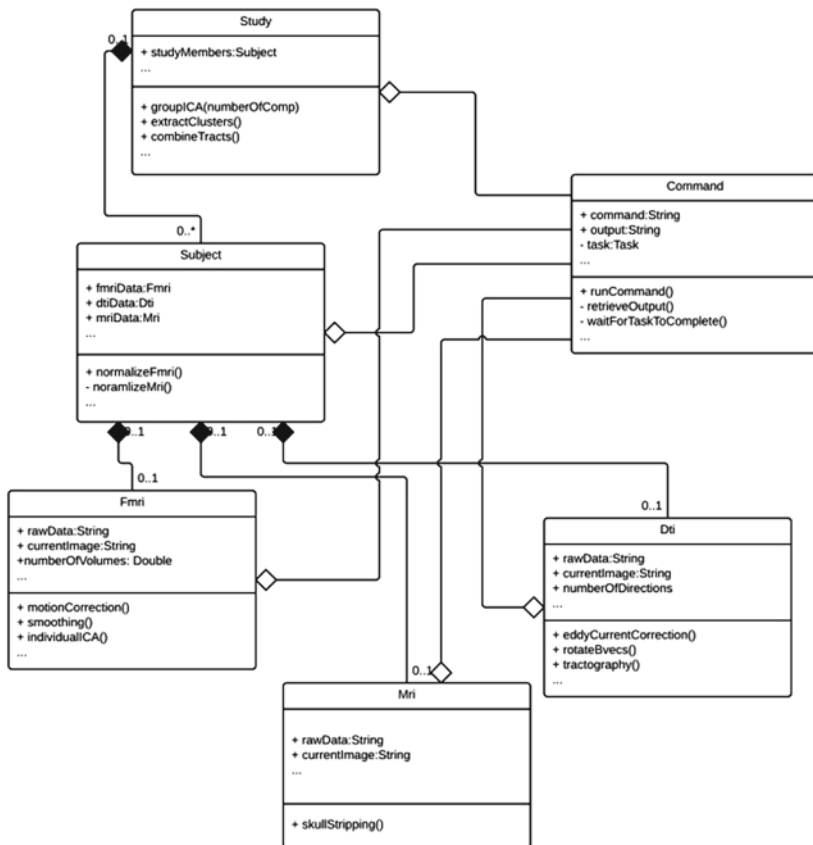 Study
0..1
+ studyMembers:Subject
...
+ groupICA(numberOfComp)
+ extractClusters()
+ combineTracts()
...
Command
+ command:String
+ output:String
- task:Task
...
+ runCommand()
- retrieveOutput()
- waitForTaskToComplete()
...
0..*
Subject
+ fmriData:Fmri
+ dtiData:Dti
+ mriData:Mri
...
+ normalizeFmri()
- noramlizeMri()
...
0..1
0..1
0..1
0..1
Fmri
+ rawData:String
+ currentImage:String
+numberOfVolumes: Double
...
+ motionCorrection()
+ smoothing()
+ individualICA()
...
0..1
Dti
+ rawData:String
+ currentImage:String
+ numberOfDirections
...
+ eddyCurrentCorrection()
+ rotateBvecs()
+ tractography()
...
0..1
Mri
+ rawData:String
+ currentImage:String
...
+ skullStripping()